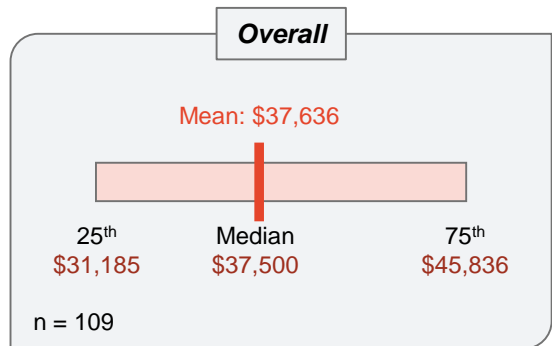 Overall
Mean: $37,636
25th Median 75th
$31,185 $37,500 $45,836
n = 109